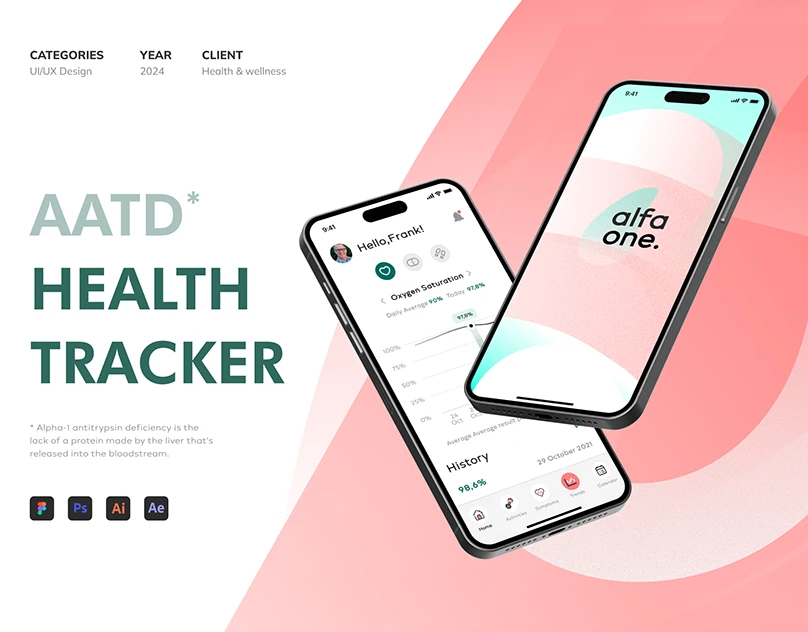 CATEGORIES
UI/UX Design
YEAR
2024
CLIENT
Health & wellness
AATD*
HEALTH
TRACKER
* Alpha-1 antitrypsin deficiency is the
lack of a protein made by the liver that's
released into the bloodstream.
Ps
Ai
Ae
9:41
Hello,Frank!
Oxygen Saturation
Daily Average 90% Today 97,8%
97,8%
100%
75%
50%
25%
0%
24
Oct
Average Average result
History
29 October 2021
98,6%
Home
Activities
Symptoms
Trends
Calendar
9:41
alfa
one.